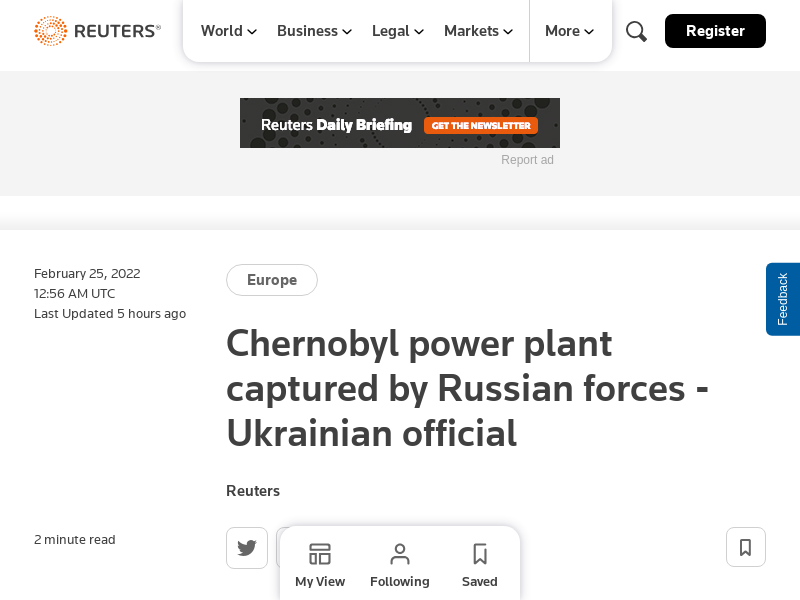 REUTERS®
World
Business
Legal
Markets
More
Register
Reuters Daily Briefing
GET THE NEWSLETTER
Report ad
February 25, 2022
12:56 AM UTC
Last Updated 5 hours ago
Europe
Feedback
Chernobyl power plant
captured by Russian forces -
Ukrainian official
Reuters
2 minute read
My View
Following
Saved